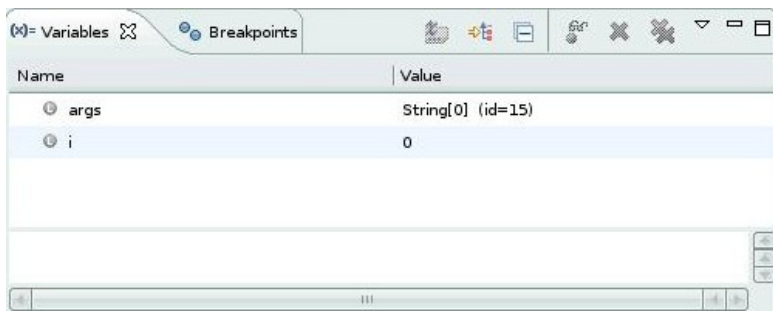 (x)= Variables Breakpoints
Name Value
args String[0] (id=15)
i 0